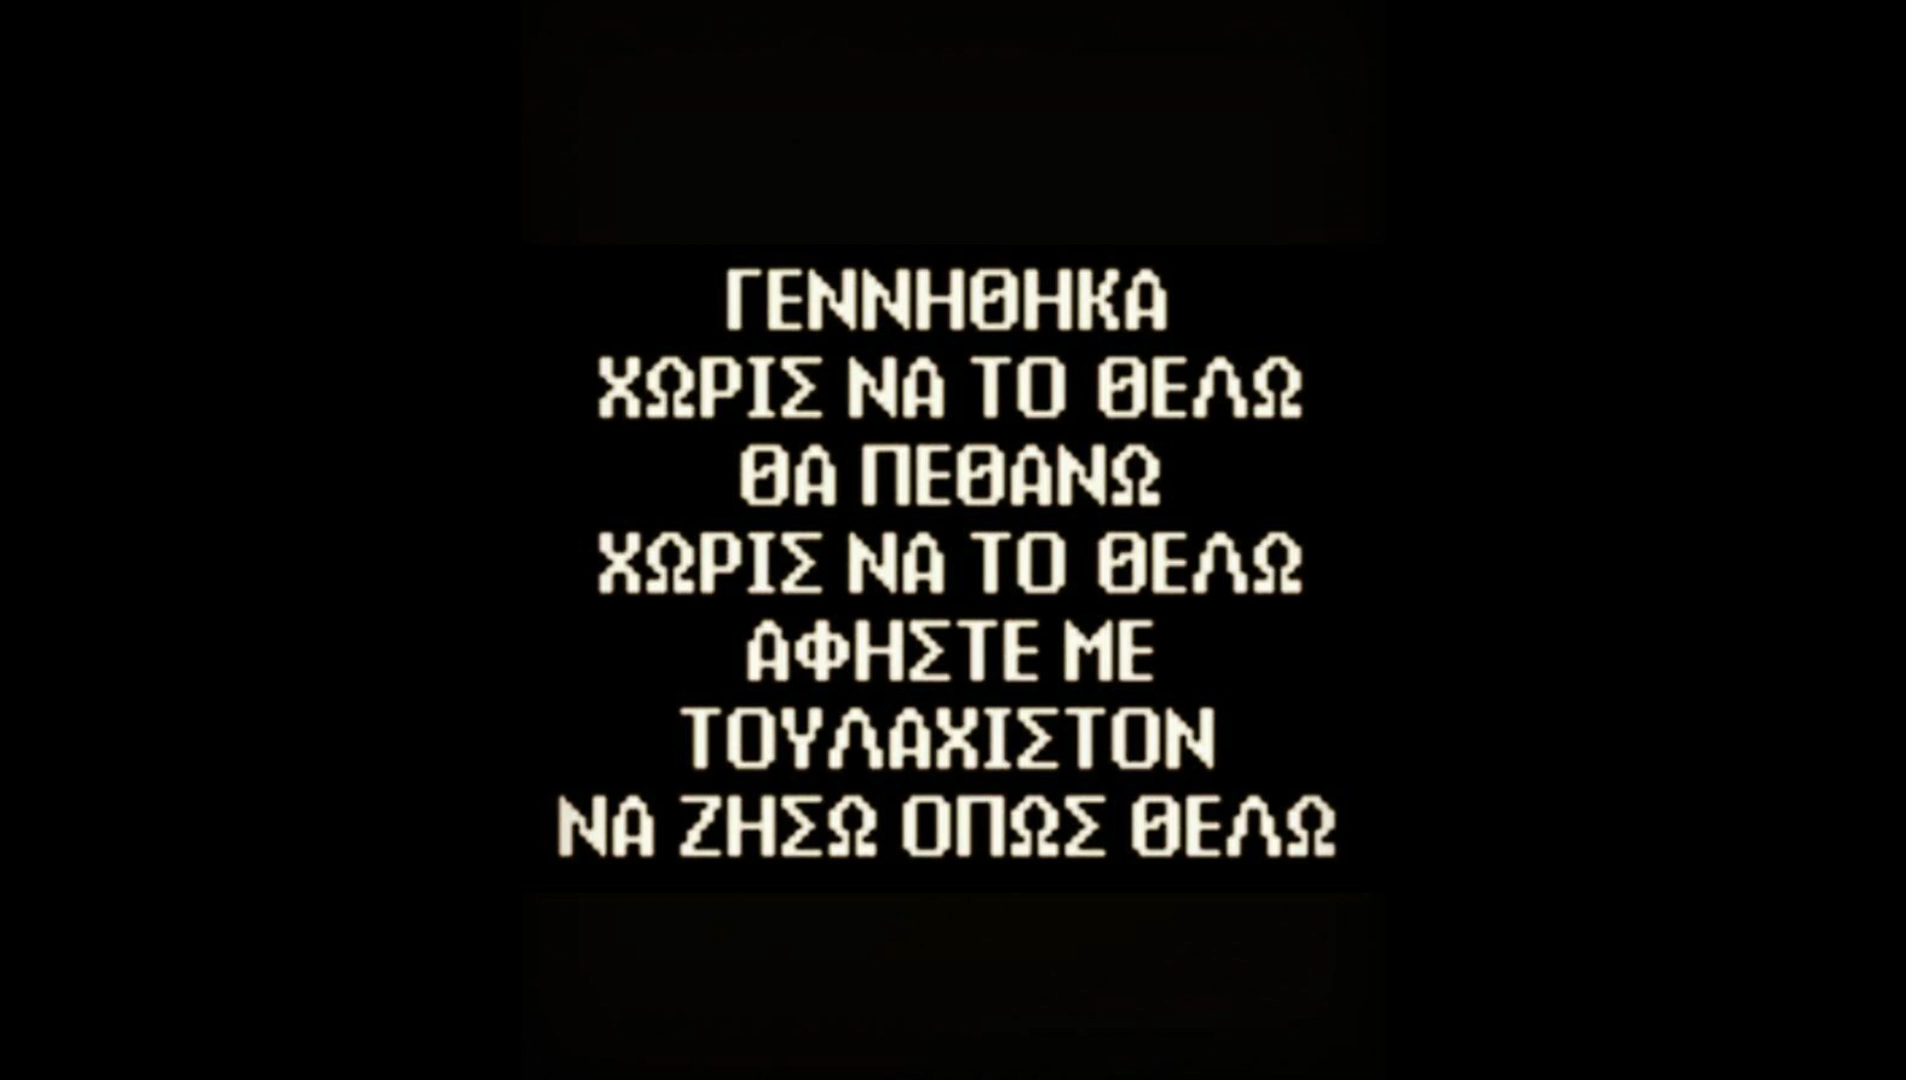 ΓΕΝΝΗΘΗΚΑ
ΧΩΡΙΣ ΝΑ ΤΟ ΘΕΛΩ
ΘΑ ΠΕΘΑΝΩ
ΧΩΡΙΣ ΝΑ ΤΟ ΘΕΛΩ
ΑΦΗΣΤΕ ΜΕ
ΤΟΥΛΑΧΙΣΤΟΝ
ΝΑ ΖΗΣΩ ΟΠΩΣ ΘΕΛΩ